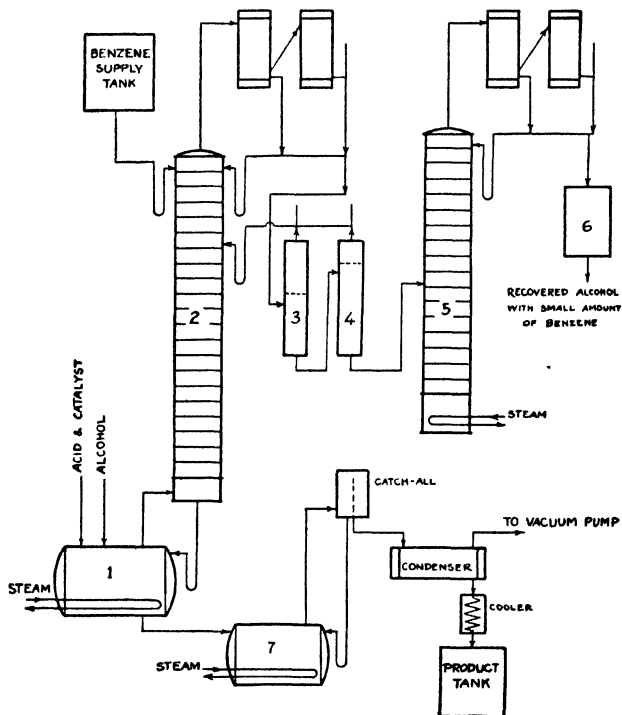 BENZENE
SUPPLY
TANK
2
3
4
5
6
RECOVERED ALCOHOL
WITH SMALL AMOUNT
OF BENZENE
STEAM
ACID & CATALYST
ALCOHOL
CATCH-ALL
TO VACUUM PUMP
1
STEAM
CONDENSER
COOLER
7
STEAM
PRODUCT
TANK